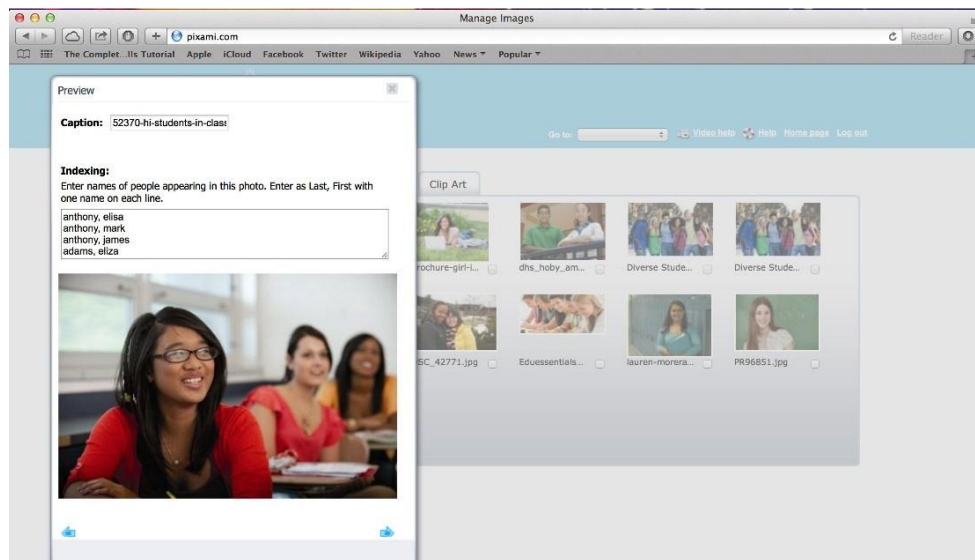 Manage Images
pixami.com
Reader
The Complet...lls Tutorial Apple iCloud Facebook Twitter Wikipedia Yahoo News Popular
Preview
Caption: 52370-hi-students-in-class
Go to: Video help Help Home page Log out
Indexing:
Enter names of people appearing in this photo. Enter as Last, First with
one name on each line.
anthony, elisa
anthony, mark
anthony, james
adams, eliza
Clip Art
rochure-girl-i... dhs_hoby_am... Diverse Stude... Diverse Stude...
SC_42771.jpg Eduessentials... lauren-morera... PR96851.jpg